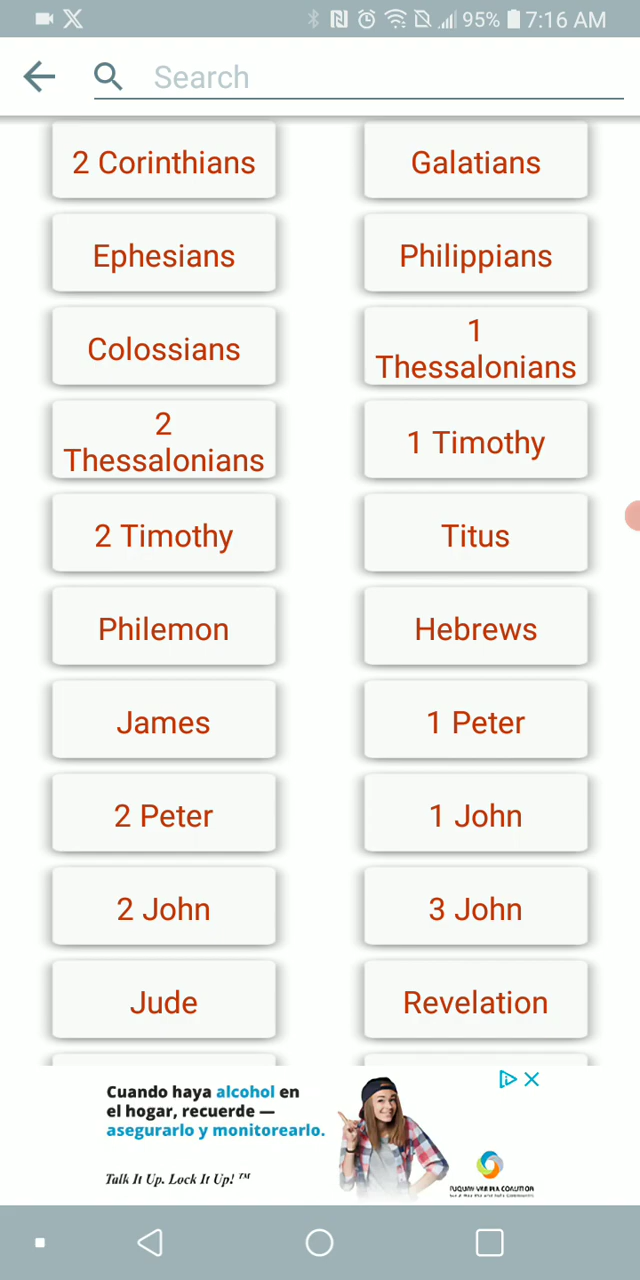 95% 7:16 AM
Search
2 Corinthians
Galatians
Ephesians
Philippians
Colossians
1
Thessalonians
2
Thessalonians
1 Timothy
2 Timothy
Titus
Philemon
Hebrews
James
1 Peter
2 Peter
1 John
2 John
3 John
Jude
Revelation
Cuando haya alcohol en
el hogar, recuerde —
asegurarlo y monitorearlo.
Talk It Up. Lock It Up! ™